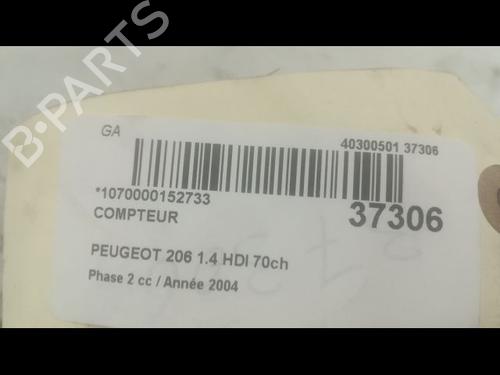 B-PARTS
GA
40300501 37306
*1070000152733
COMPTEUR
37306
PEUGEOT 206 1.4 HDI 70ch
Phase 2 cc / Année 2004